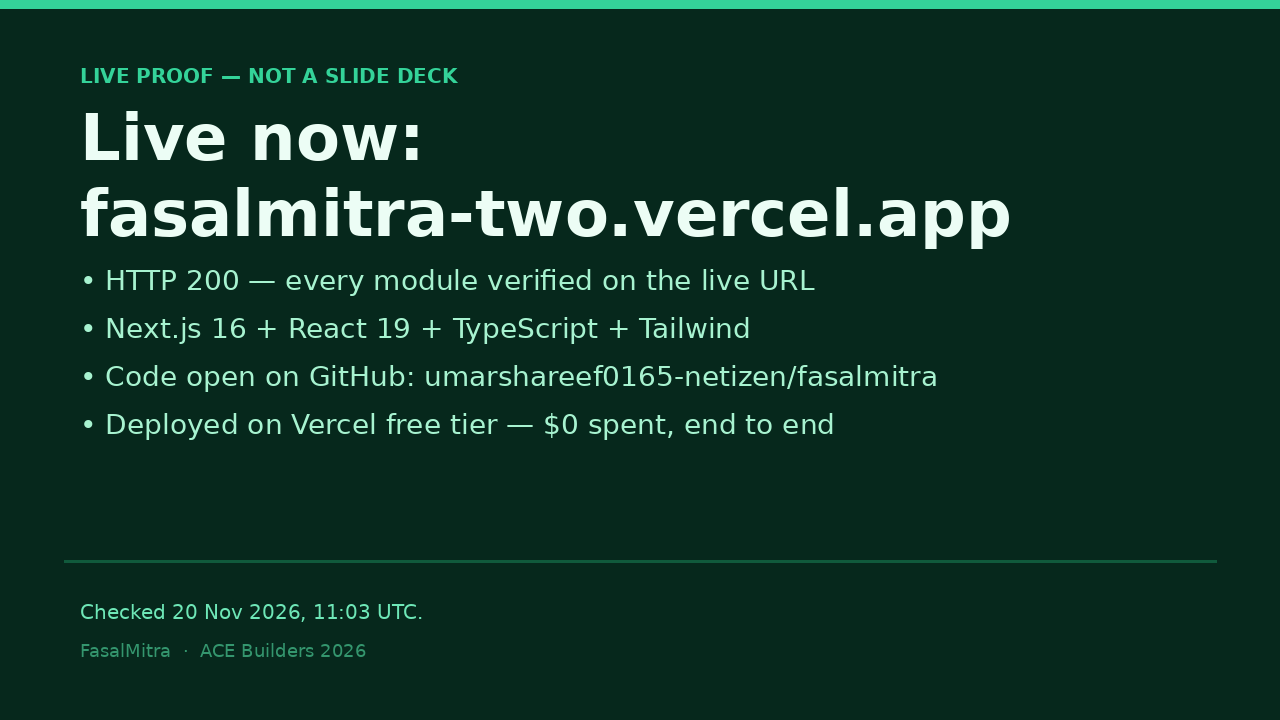 LIVE PROOF — NOT A SLIDE DECK
Live now:
fasalmitra-two.vercel.app
• HTTP 200 — every module verified on the live URL
• Next.js 16 + React 19 + TypeScript + Tailwind
• Code open on GitHub: umarshareef0165-netizen/fasalmitra
• Deployed on Vercel free tier — $0 spent, end to end
Checked 20 Nov 2026, 11:03 UTC.
FasalMitra · ACE Builders 2026